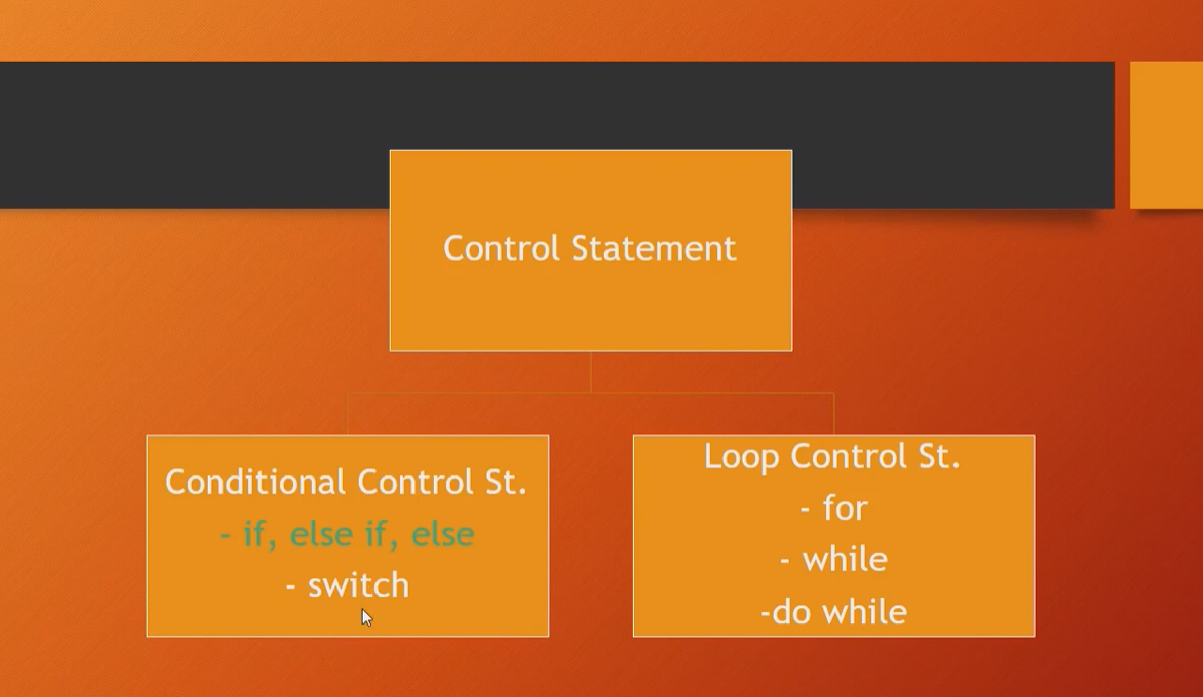 Control Statement
Conditional Control St.
- if, else if, else
- switch
Loop Control St.
- for
- while
-do while